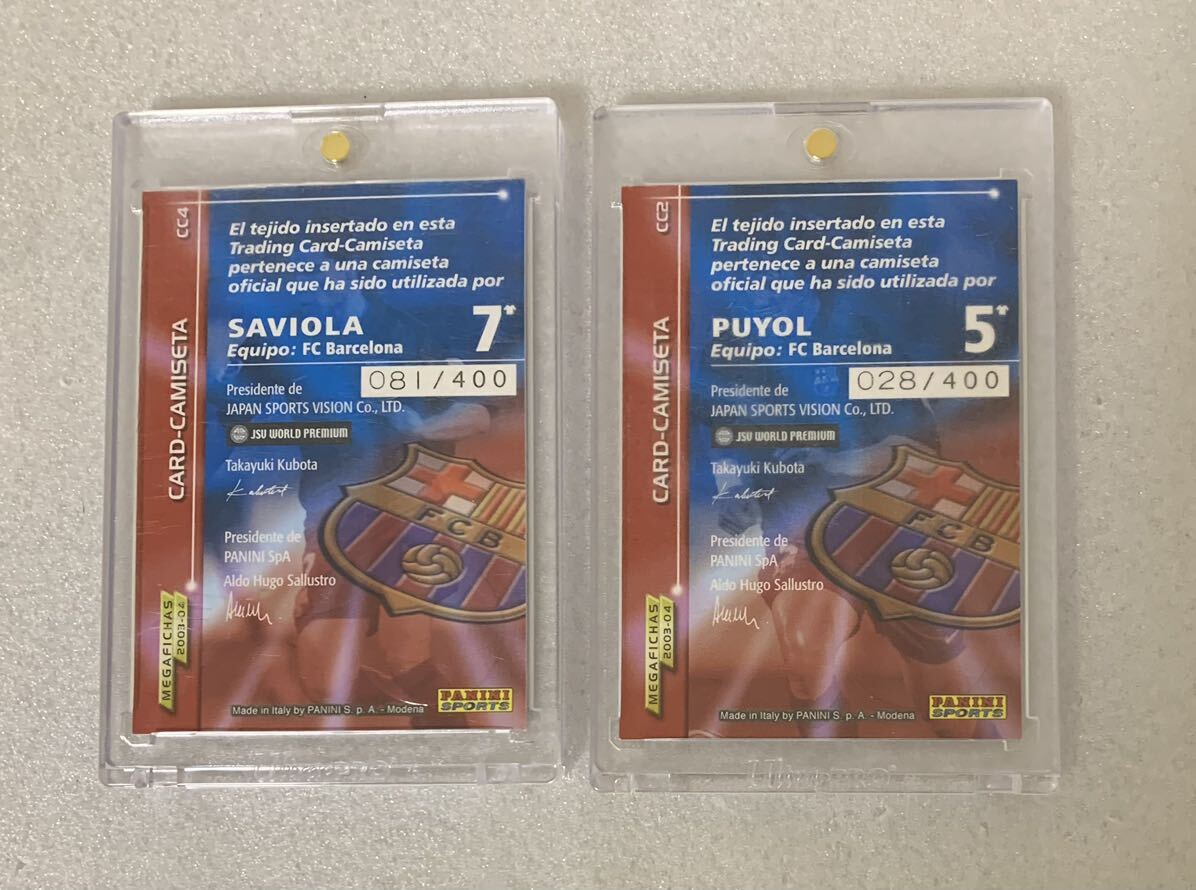 CC4
CARD-CAMISETA
MEGAFICHAS
2003-04
El tejido insertado en esta
Trading Card-Camiseta
pertenece a una camiseta
oficial que ha sido utilizada por
SAVIOLA 7
Equipo: FC Barcelona
081/400
Presidente de
JAPAN SPORTS VISION Co., LTD.
JSV WORLD PREMIUM
Takayuki Kubota
Presidente de
PANINI SpA
Aldo Hugo Sallustro
FCB
Made in Italy by PANINI S. p. A. - Modena
PANINI
SPORTS
CC2
CARD-CAMISETA
MEGAFICHAS
2003-04
El tejido insertado en esta
Trading Card-Camiseta
pertenece a una camiseta
oficial que ha sido utilizada por
PUYOL 5
Equipo: FC Barcelona
028/400
Presidente de
JAPAN SPORTS VISION Co., LTD.
JSV WORLD PREMIUM
Takayuki Kubota
Presidente de
PANINI SpA
Aldo Hugo Sallustro
FCB
Made in Italy by PANINI S. p. A. - Modena
PANINI
SPORTS